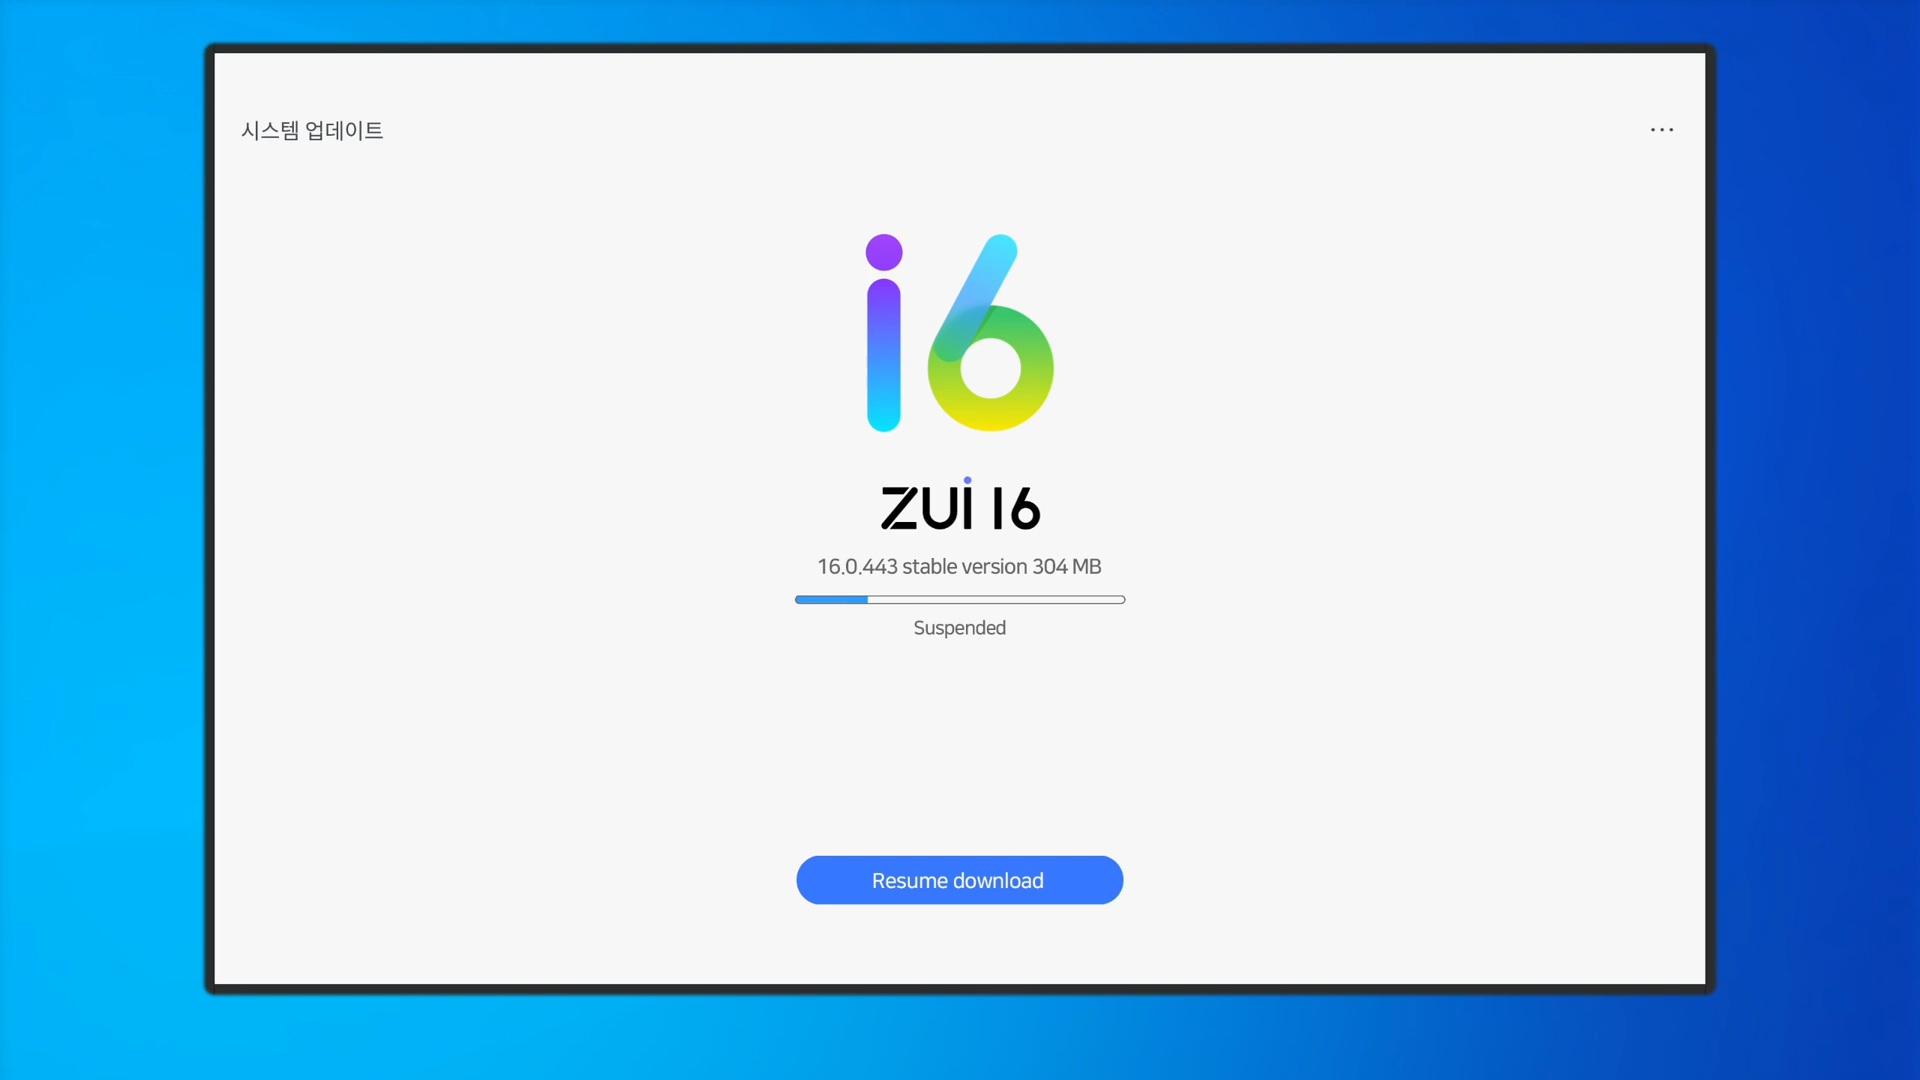 시스템 업데이트
i6
ZUi 16
16.0.443 stable version 304 MB
Suspended
Resume download